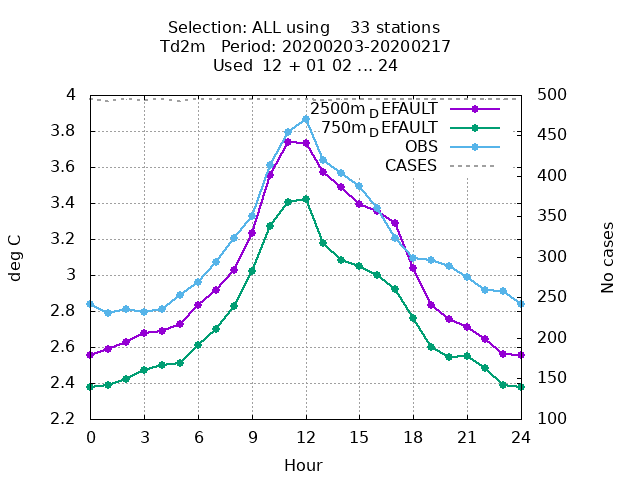 Selection: ALL using 33 stations
Td2m Period: 20200203-20200217
Used 12 + 01 02 ... 24
2500m_DEFAULT
750m_DEFAULT
OBS
CASES
4
3.8
3.6
3.4
3.2
3
2.8
2.6
2.4
2.2
deg C
500
450
400
350
300
250
200
150
100
No cases
0 3 6 9 12 15 18 21 24
Hour